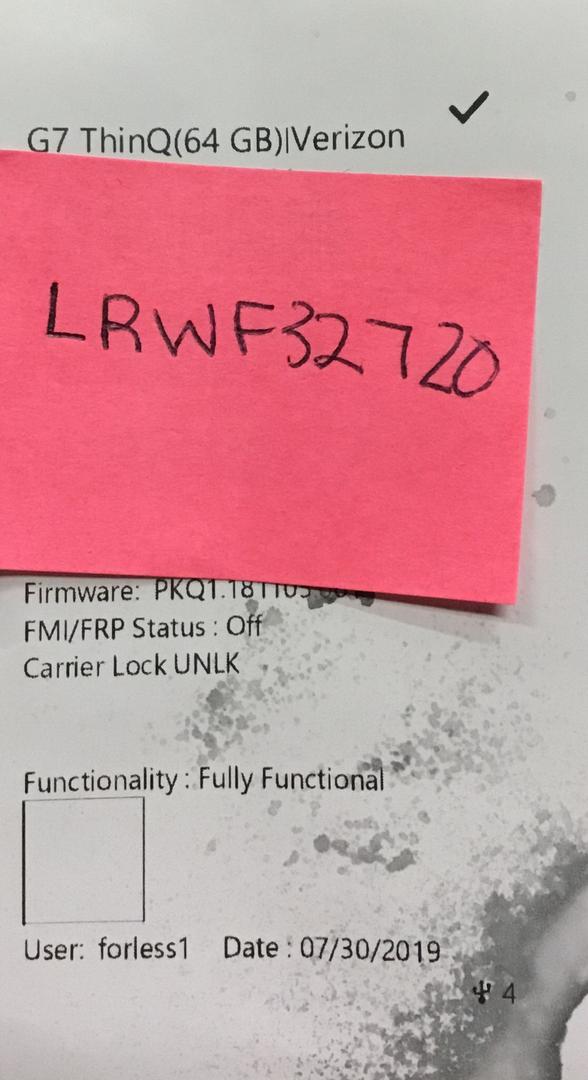 G7 ThinQ(64 GB)|Verizon
LRWF32720
Firmware:
FMI/FRP Status : Off
Carrier Lock UNLK
Functionality : Fully Functional
User: forless1 Date : 07/30/2019
4